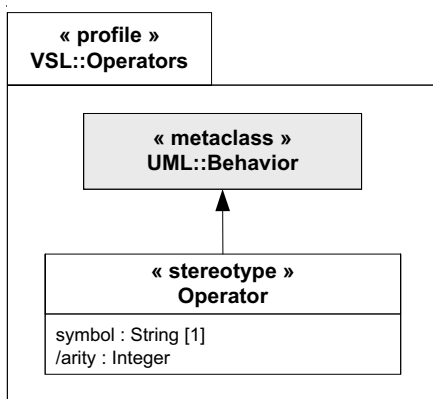 « profile »
VSL::Operators
« metaclass »
UML::Behavior
« stereotype »
Operator
symbol : String [1]
/arity : Integer